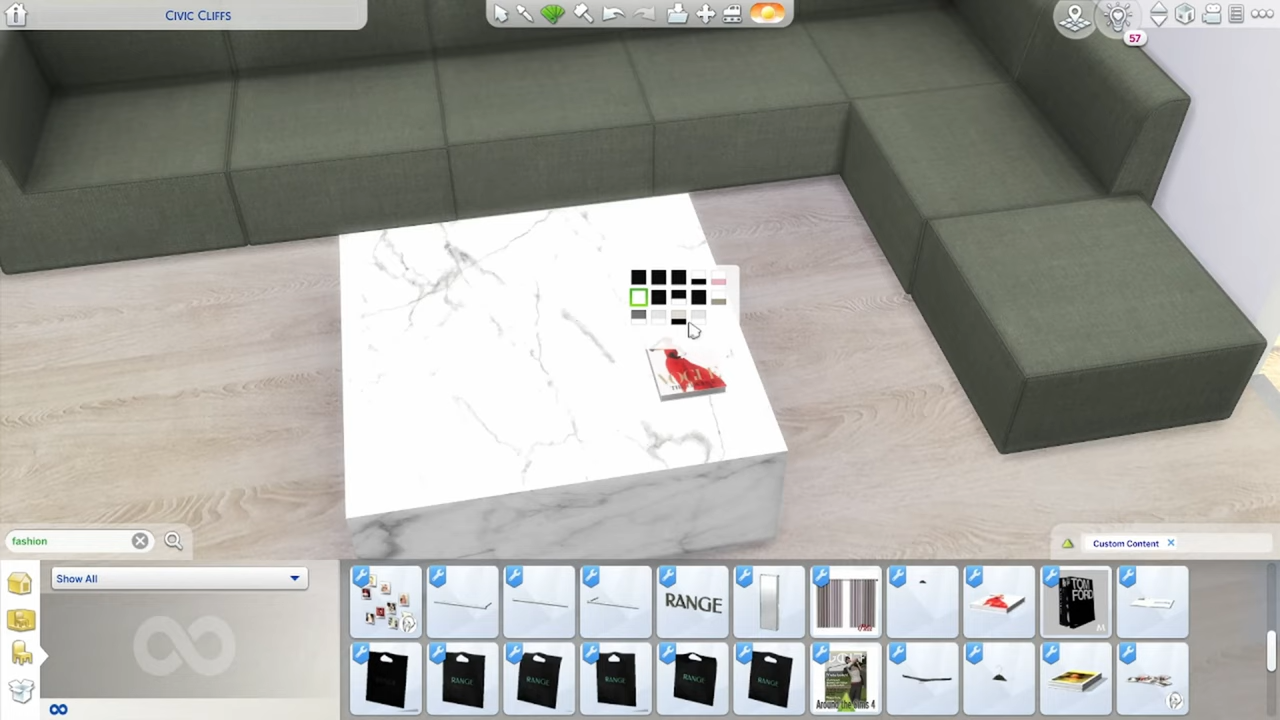 CIVIC CLIFFS
57
VOGUE
fashion
Custom Content
Show All
RANGE
TOM
FORD
M
RANGE
RANGE
RANGE
RANGE
RANGE
Around the Sims 4